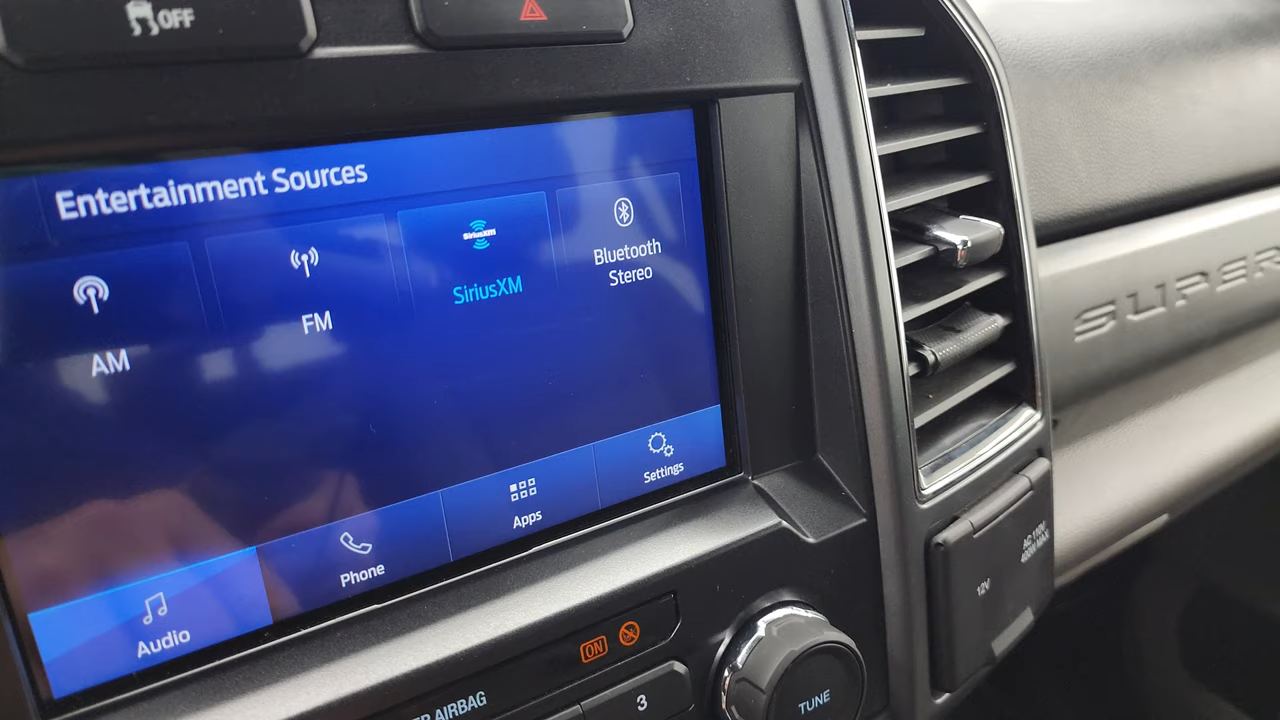 OFF
Entertainment Sources
AM
FM
SiriusXM
SiriusXM
Bluetooth
Stereo
Audio
Phone
Apps
Settings
SUPER
AC 110V
400W MAX
12V
ON
AIRBAG
3
TUNE